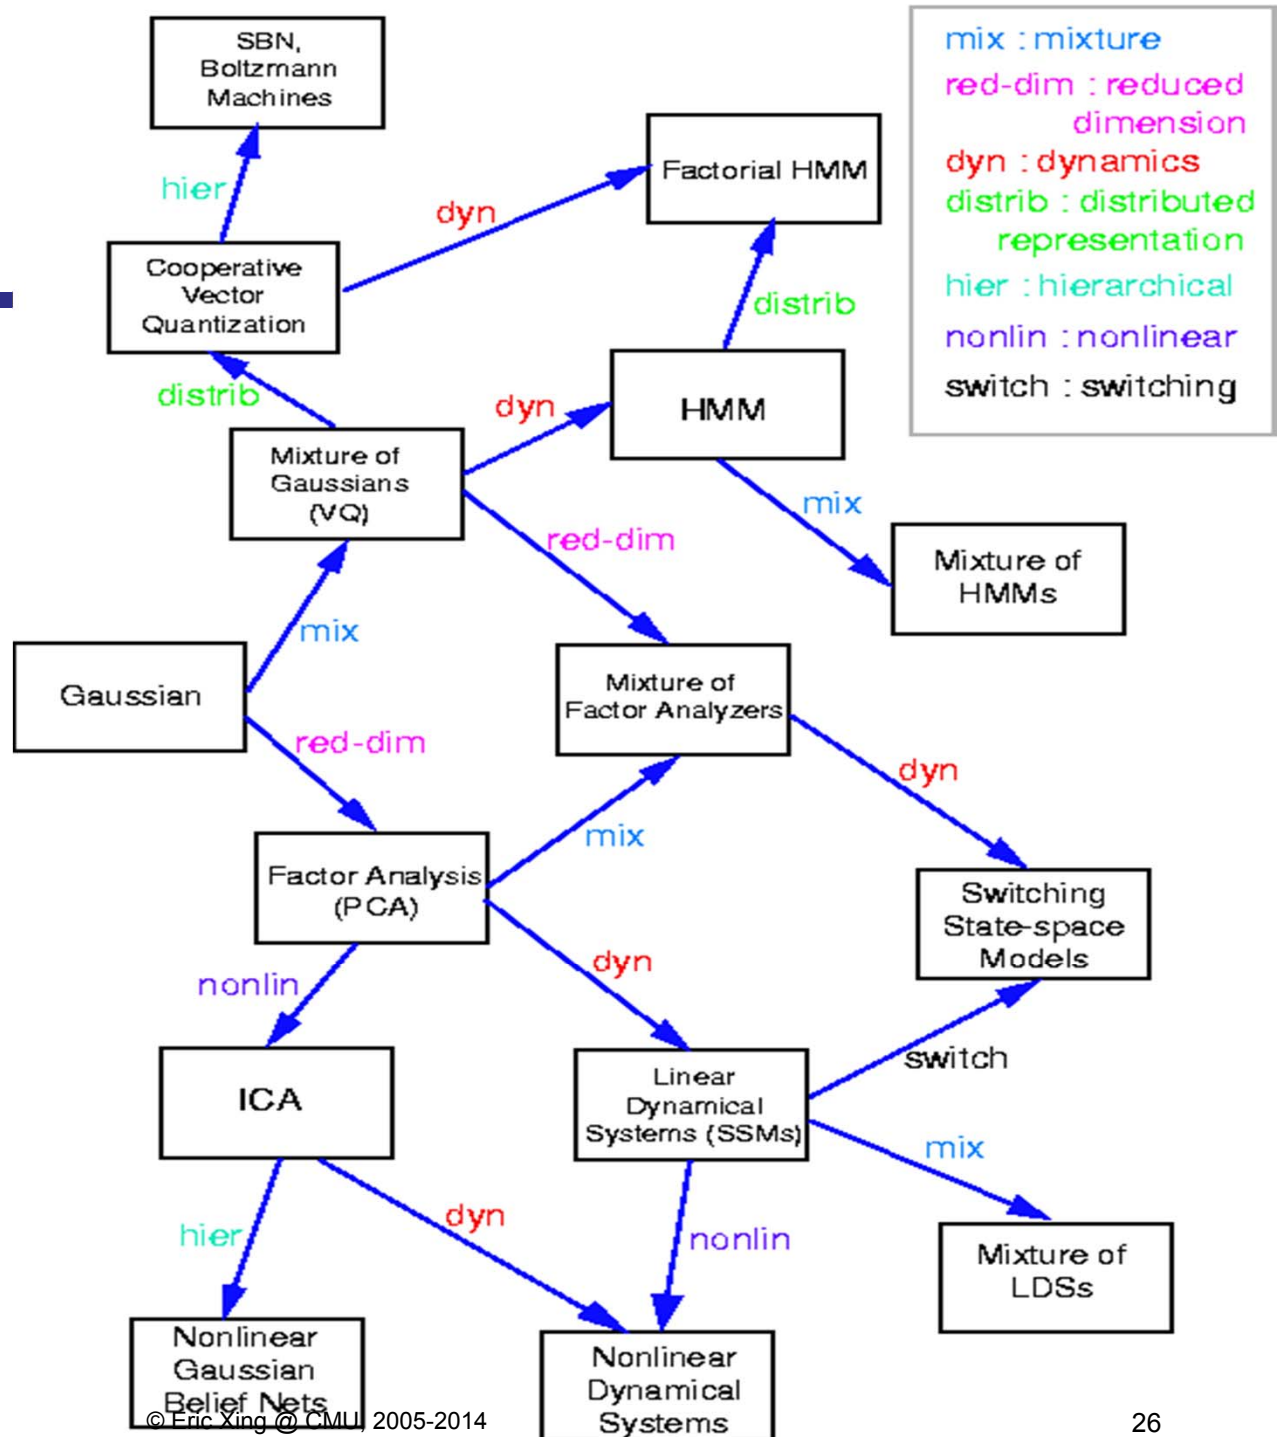 SBN,
Boltzmann
Machines
mix : mixture
red-dim : reduced
dimension
dyn : dynamics
distrib : distributed
representation
hier : hierarchical
nonlin : nonlinear
switch : switching
hier
dyn
Factorial HMM
Cooperative
Vector
Quantization
distrib
distrib
dyn
HMM
Mixture of
Gaussians
(VQ)
mix
red-dim
Mixture of
HMMs
mix
Gaussian
Mixture of
Factor Analyzers
red-dim
dyn
mix
Factor Analysis
(PCA)
Switching
State-space
Models
nonlin
dyn
switch
ICA
Linear
Dynamical
Systems (SSMs)
mix
hier
dyn
nonlin
Mixture of
LDSs
Nonlinear
Gaussian
Belief Nets
Nonlinear
Dynamical
Systems
© Eric Xing @ CMU, 2005-2014
26